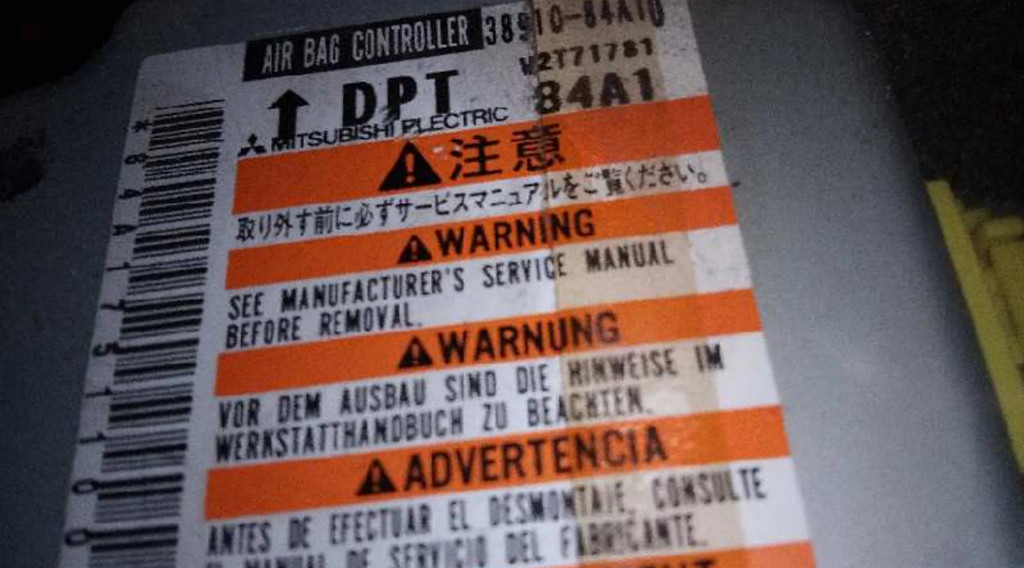 AIR BAG CONTROLLER 38910-84A10
W2T71781
DPT 84A1
MITSUBISHI ELECTRIC
注意
取り外す前に必ずサービスマニュアルをご覧ください。
WARNING
SEE MANUFACTURER'S SERVICE MANUAL
BEFORE REMOVAL.
WARNUNG
VOR DEM AUSBAU SIND DIE HINWEISE IM
WERKSTATTHANDBUCH ZU BEACHTEN.
ADVERTENCIA
ANTES DE EFECTUAR EL DESMONTAJE, CONSULTE
EL MANUAL DE SERVICIO DEL FABRICANTE.
*84A1751100